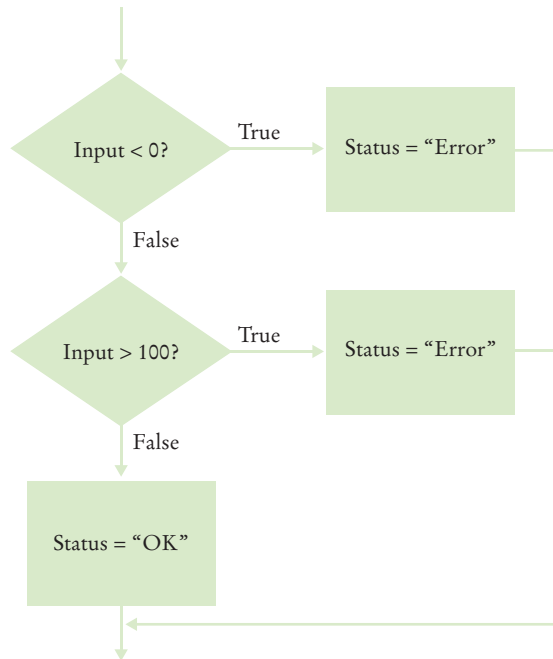 Input < 0?
True
Status = “Error”
False
Input > 100?
True
Status = “Error”
False
Status = “OK”